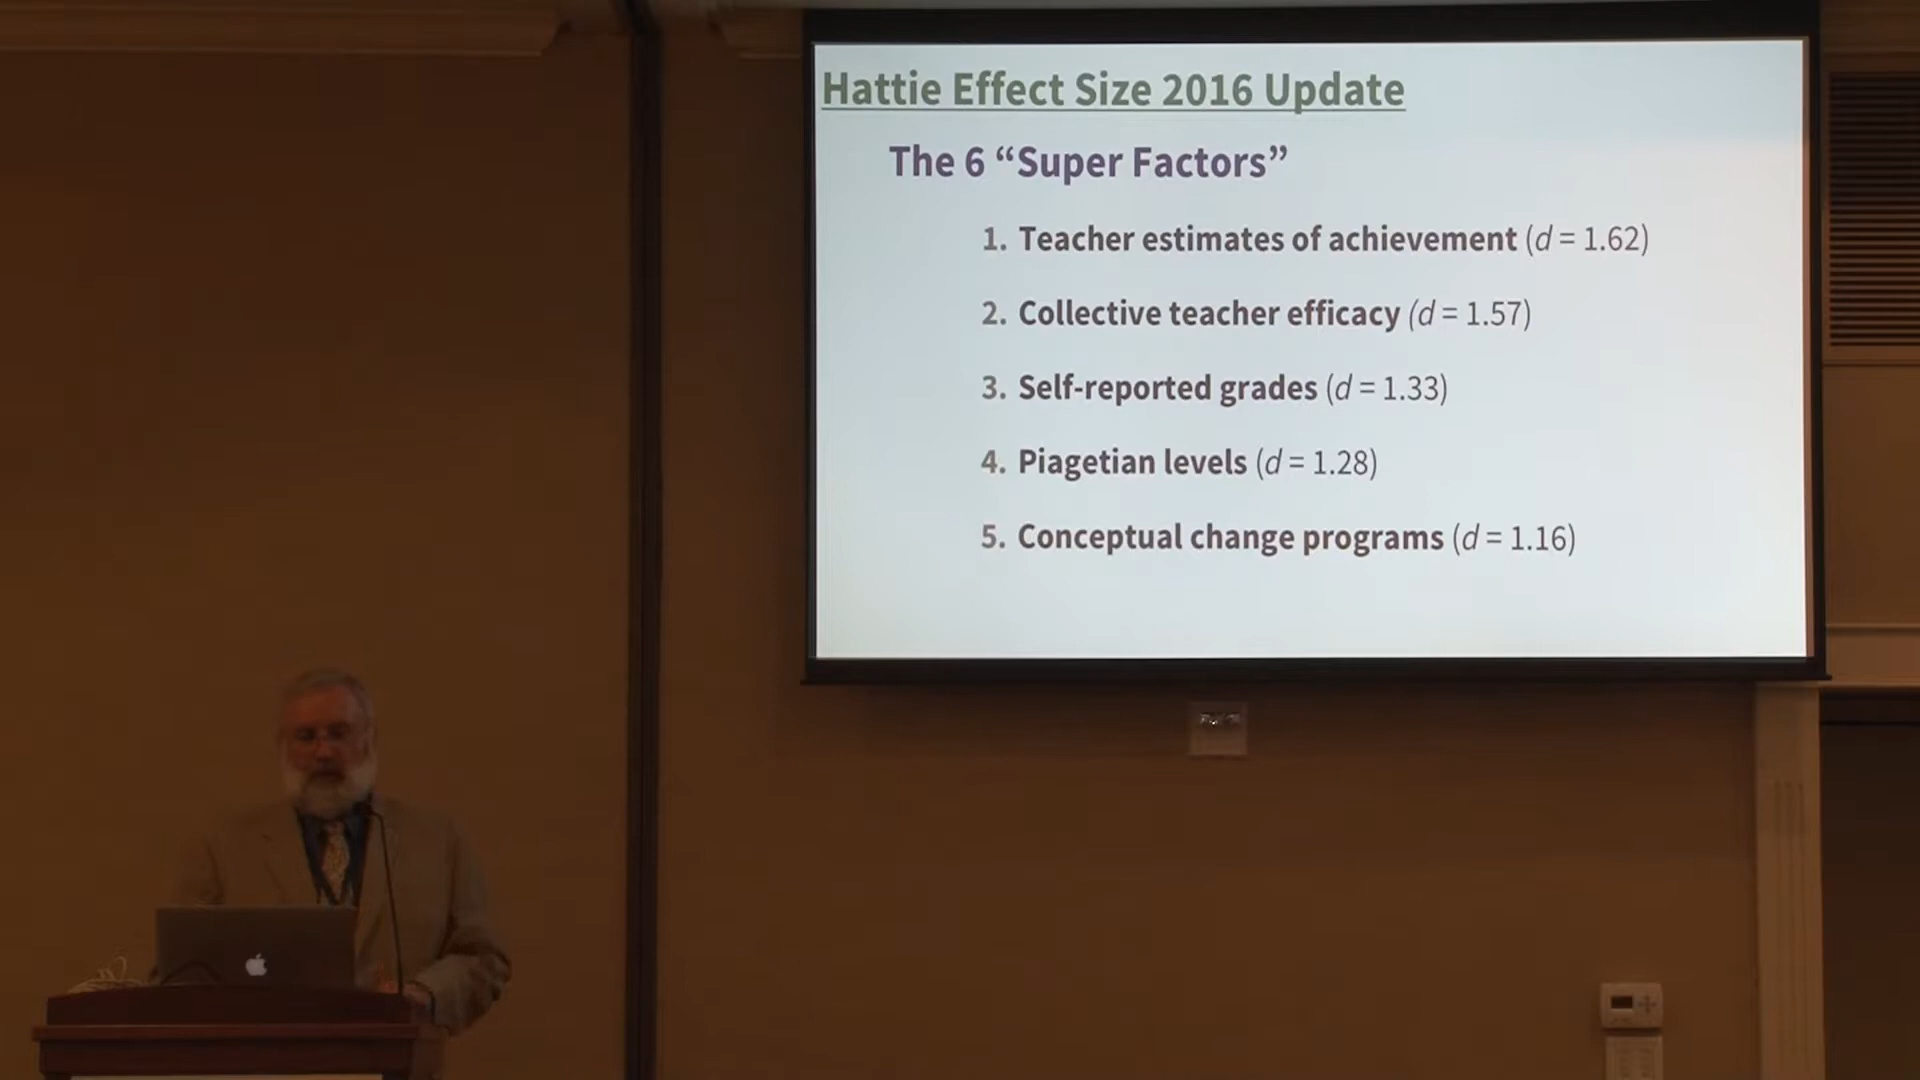 Hattie Effect Size 2016 Update
The 6 “Super Factors”
1. Teacher estimates of achievement (d = 1.62)
2. Collective teacher efficacy (d = 1.57)
3. Self-reported grades (d = 1.33)
4. Piagetian levels (d = 1.28)
5. Conceptual change programs (d = 1.16)